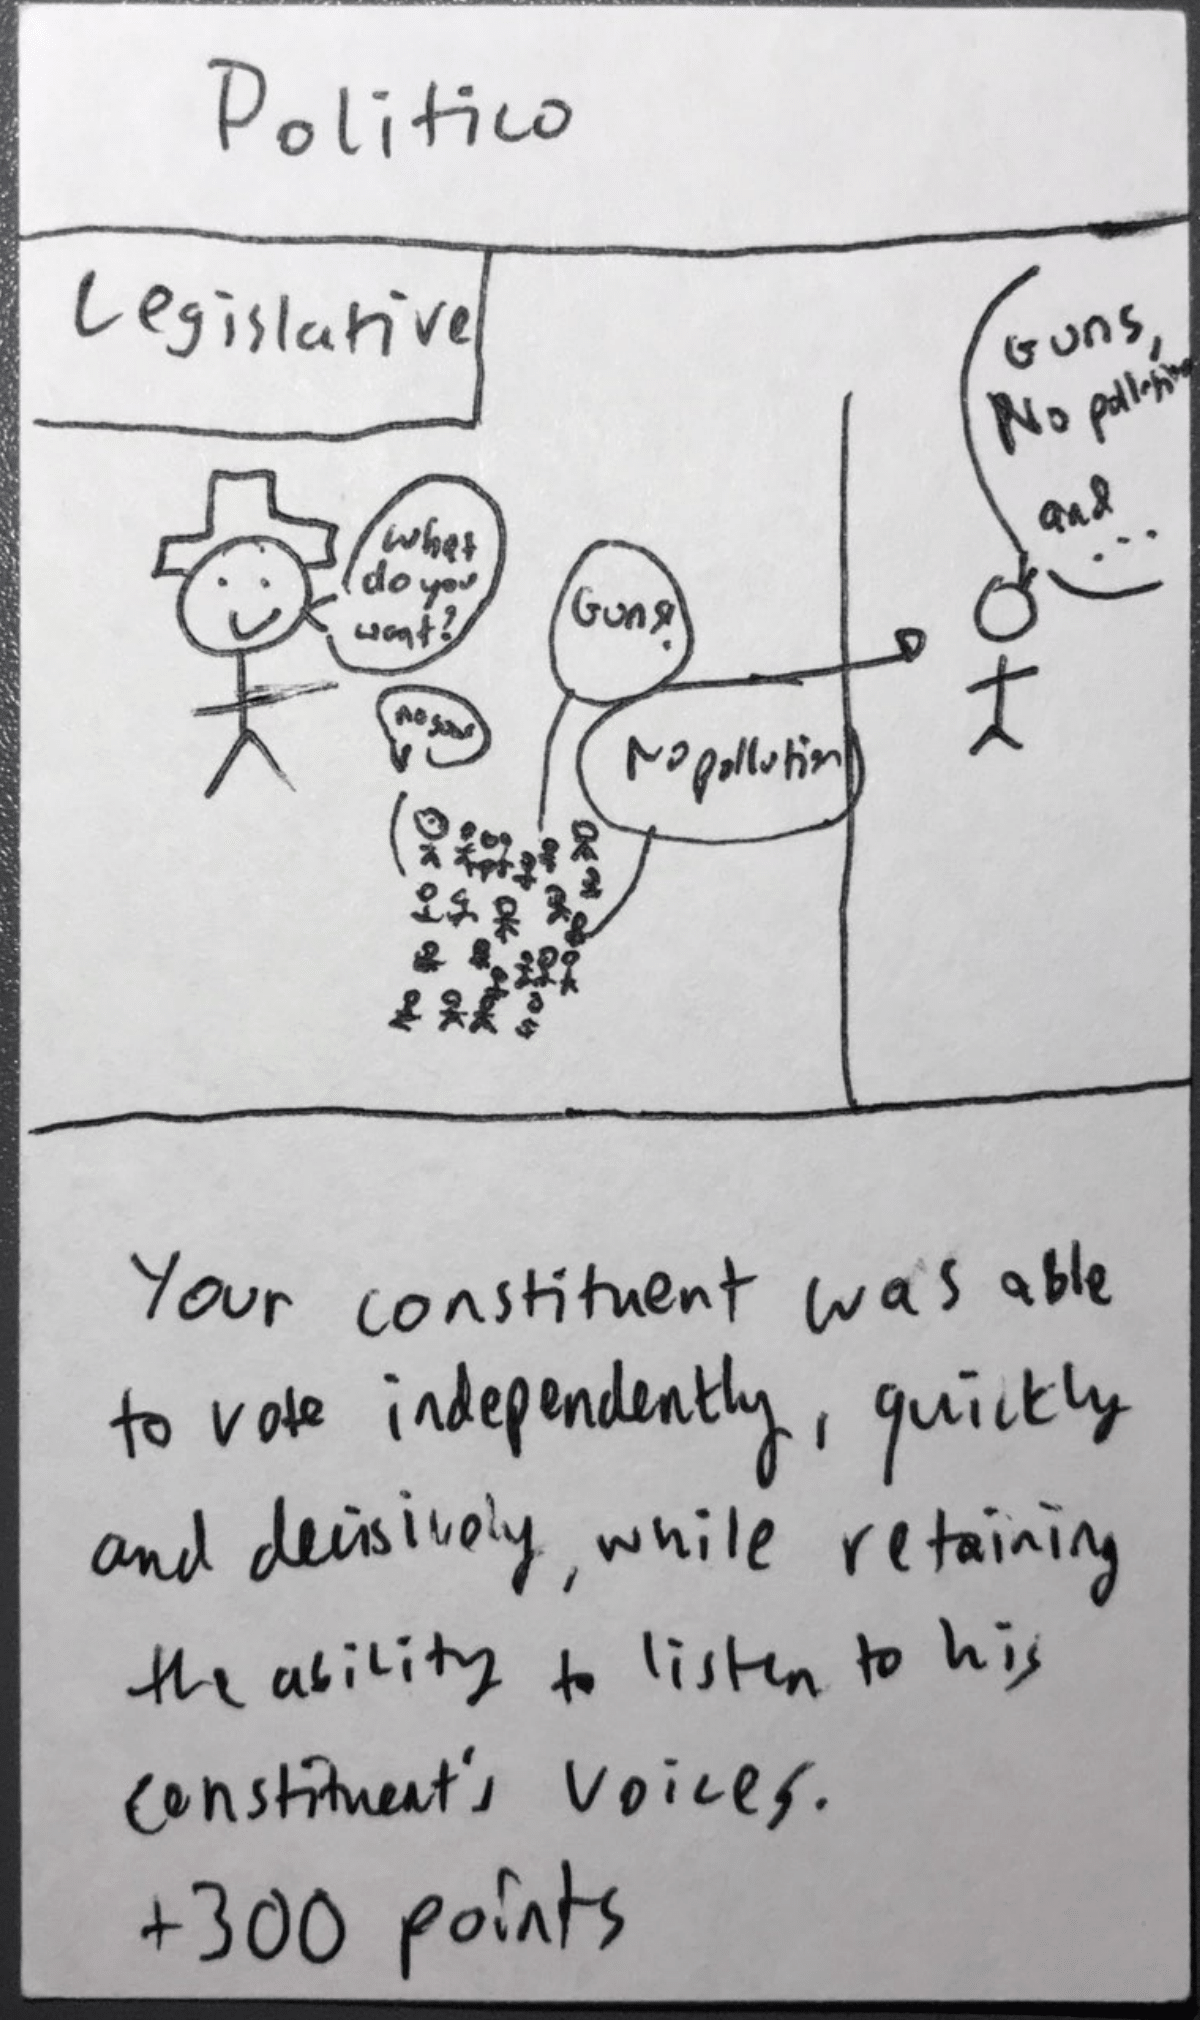 Politico
Legislative
Guns,
No pollution
and
...
What
do you
want?
Guns.
no guns
No pollution
Your constituent was able
to vote independently, quickly
and decisively, while retaining
the ability to listen to his
constituent's voices.
+300 points